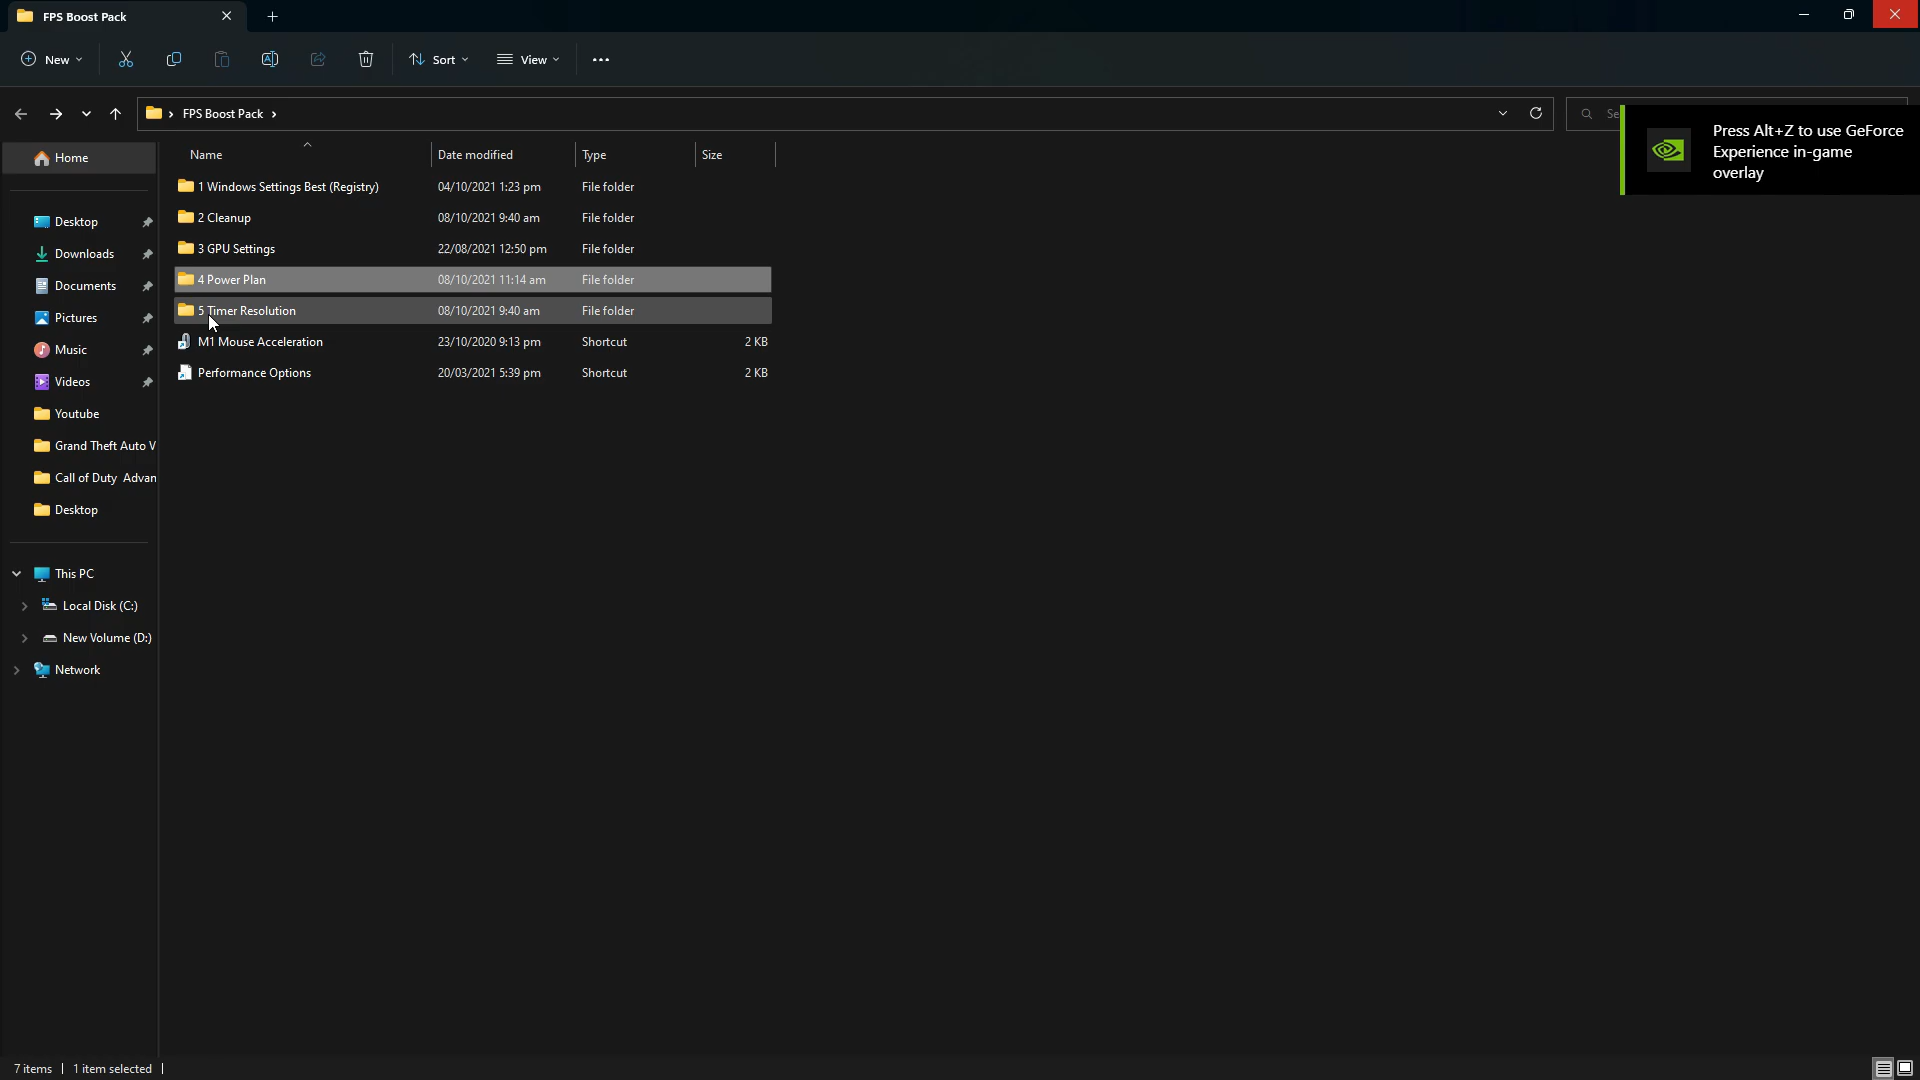 FPS Boost Pack
New
Sort
View
FPS Boost Pack
Se
Press Alt+Z to use GeForce
Experience in-game
overlay
Home
Name Date modified Type Size
1 Windows Settings Best (Registry) 04/10/2021 1:23 pm File folder
2 Cleanup 08/10/2021 9:40 am File folder
3 GPU Settings 22/08/2021 12:50 pm File folder
4 Power Plan 08/10/2021 11:14 am File folder
5 Timer Resolution 08/10/2021 9:40 am File folder
M1 Mouse Acceleration 23/10/2020 9:13 pm Shortcut 2 KB
Performance Options 20/03/2021 5:39 pm Shortcut 2 KB
Desktop
Downloads
Documents
Pictures
Music
Videos
Youtube
Grand Theft Auto V
Call of Duty Advan
Desktop
This PC
Local Disk (C:)
New Volume (D:)
Network
7 items 1 item selected